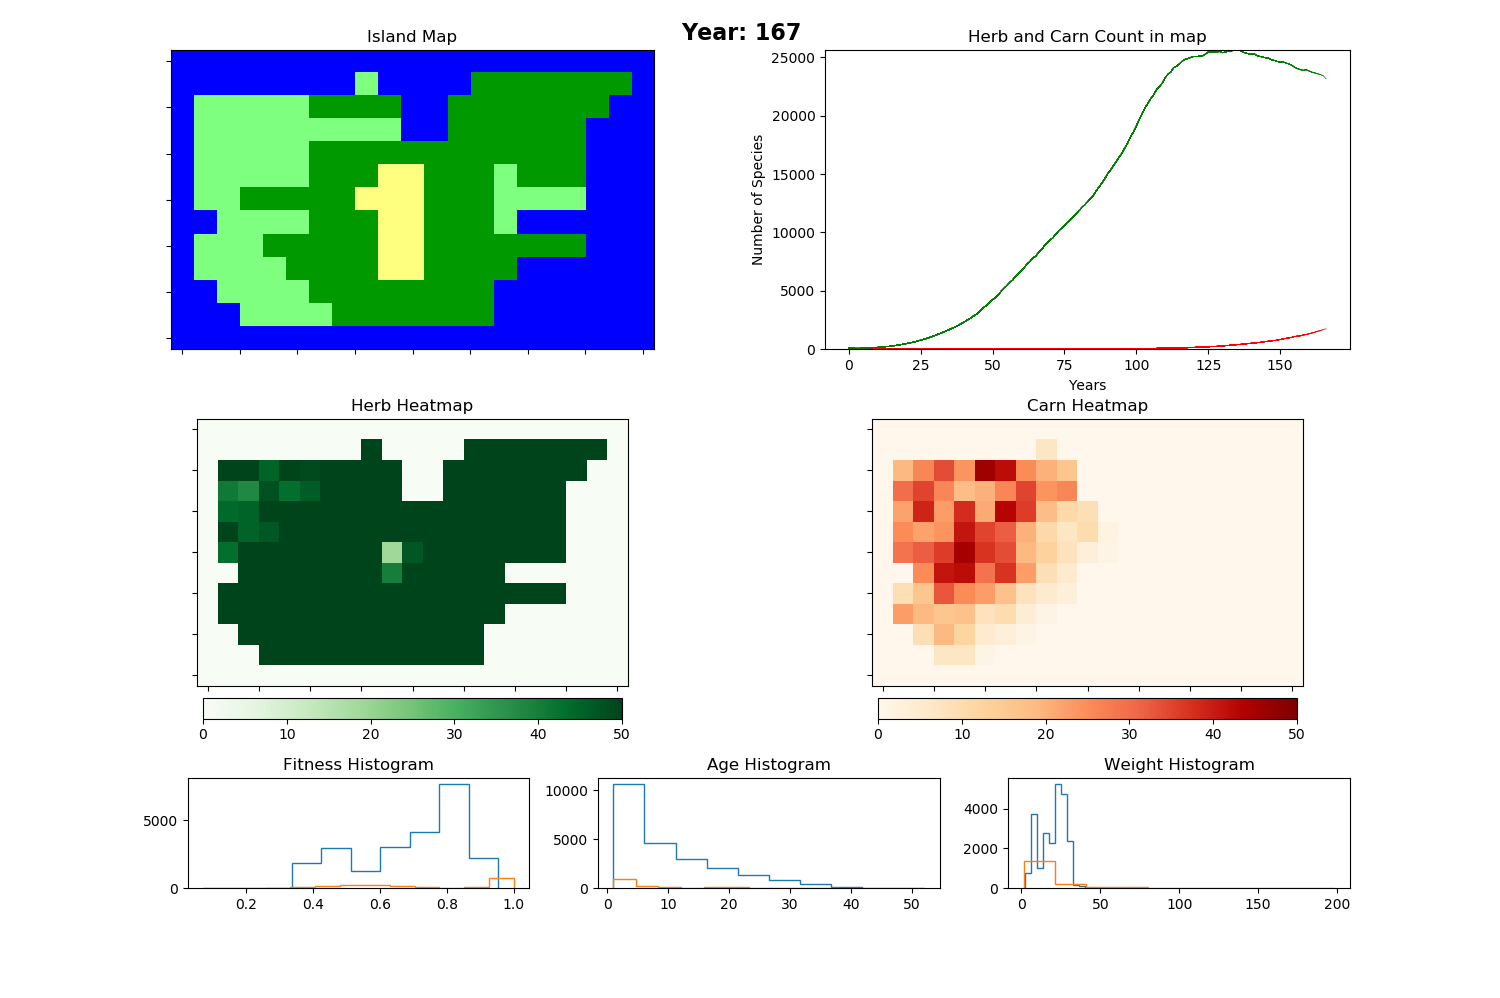 Year: 167
Island Map
Herb and Carn Count in map
25000
20000
15000
10000
5000
0
Number of Species
0 25 50 75 100 125 150
Years
Herb Heatmap
Carn Heatmap
0 10 20 30 40 50
0 10 20 30 40 50
Fitness Histogram
5000
0
0.2 0.4 0.6 0.8 1.0
Age Histogram
10000
5000
0
0 10 20 30 40 50
Weight Histogram
4000
2000
0
0 50 100 150 200